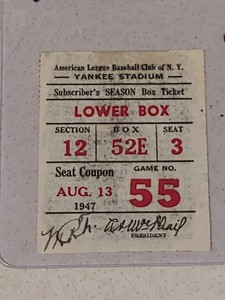 American League Baseball Club of N. Y.
YANKEE STADIUM
Subscriber's SEASON Box Ticket
LOWER BOX
SECTION BOX SEAT
12 52E 3
Seat Coupon GAME NO.
AUG. 13 55
1947
PRESIDENT